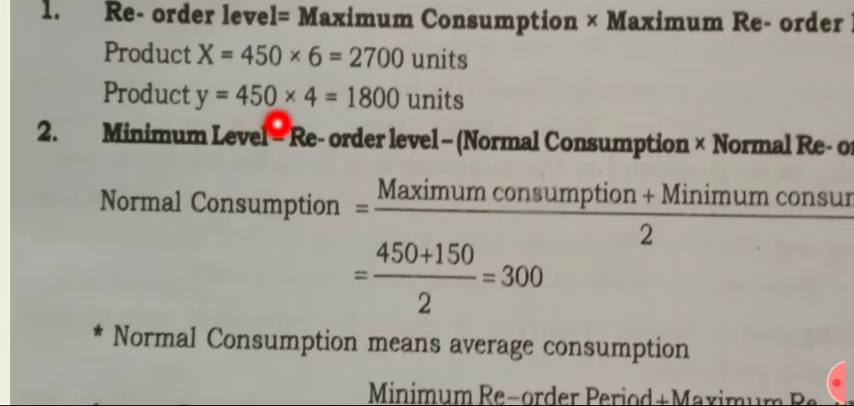 1. Re- order level= Maximum Consumption × Maximum Re- order
Product X = 450 × 6 = 2700 units
Product y = 450 × 4 = 1800 units
2. Minimum Level = Re- order level – (Normal Consumption × Normal Re-
Normal Consumption = Maximum consumption + Minimum
2
= 450+150
2
= 300
* Normal Consumption means average consumption
Minimum Re-order Period + Maximum Re